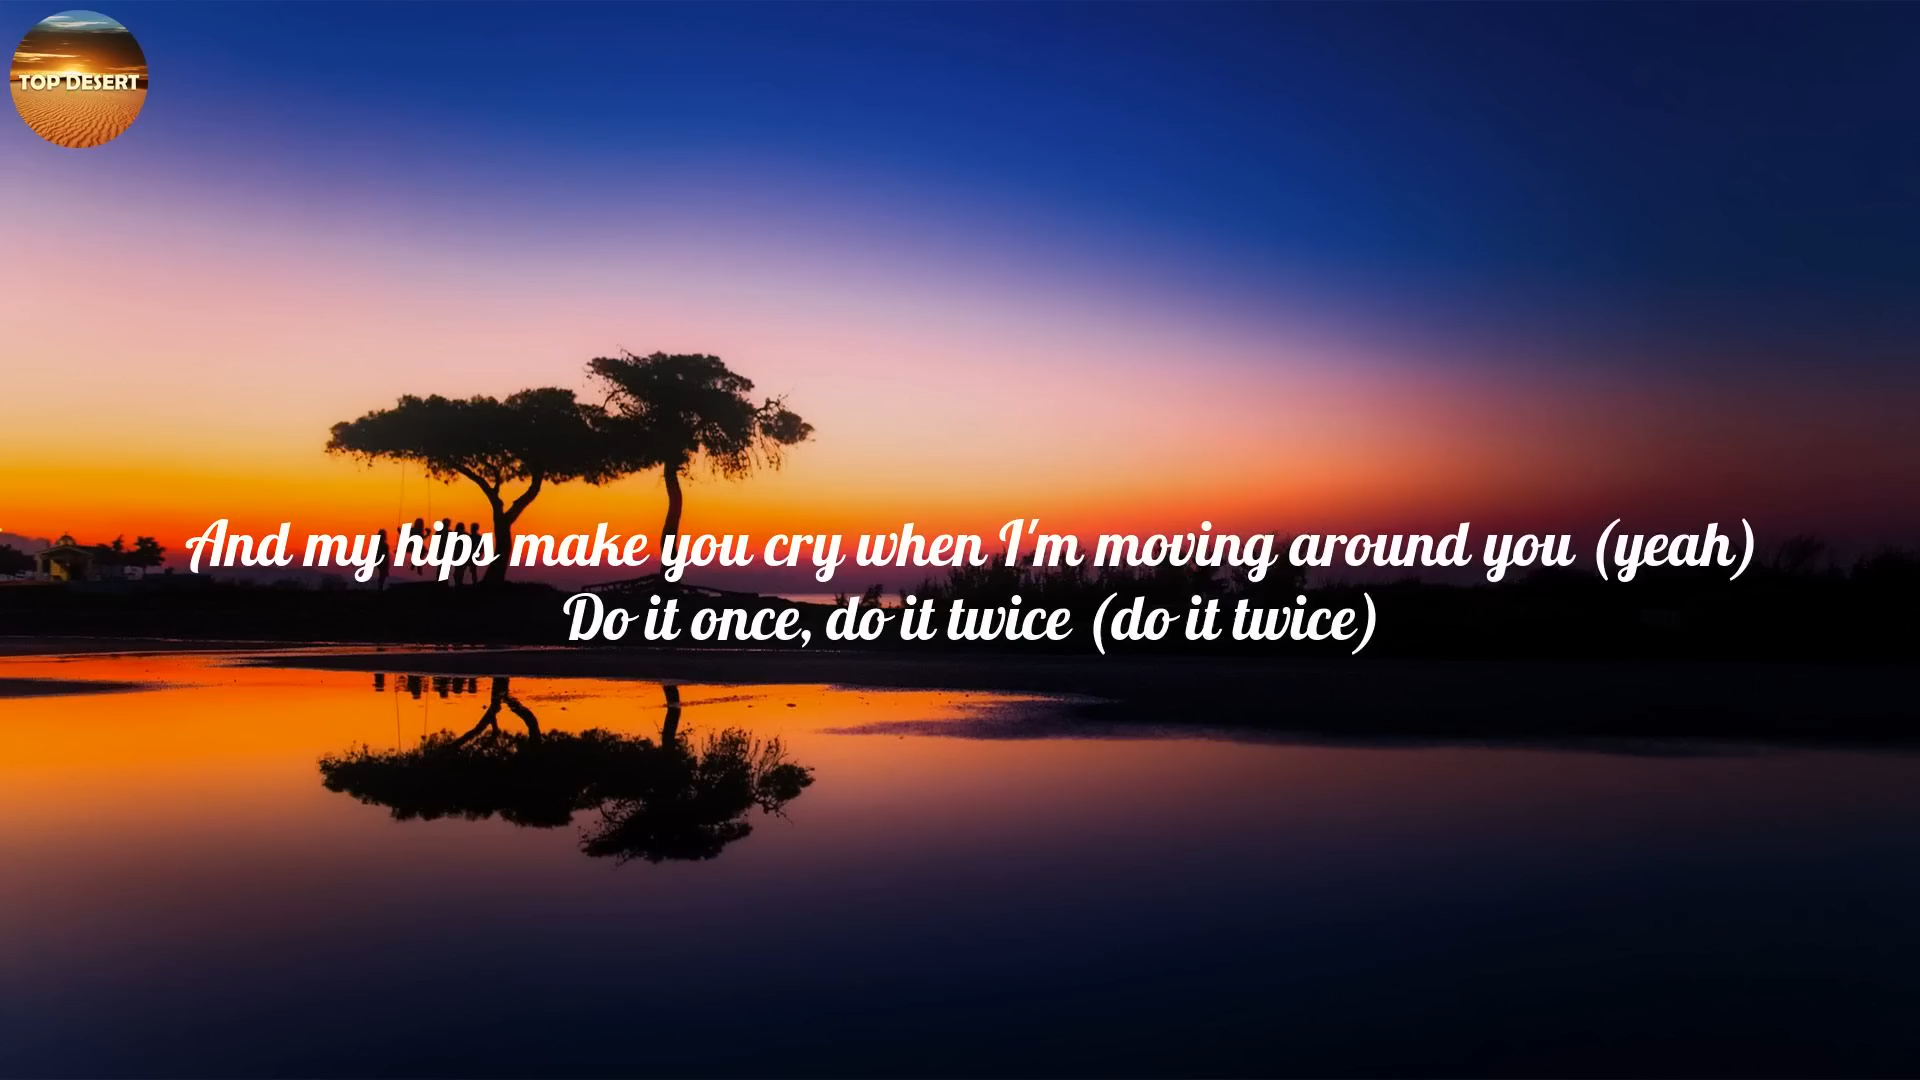 TOP DESERT
And my hips make you cry when I'm moving around you (yeah)
Do it once, do it twice (do it twice)